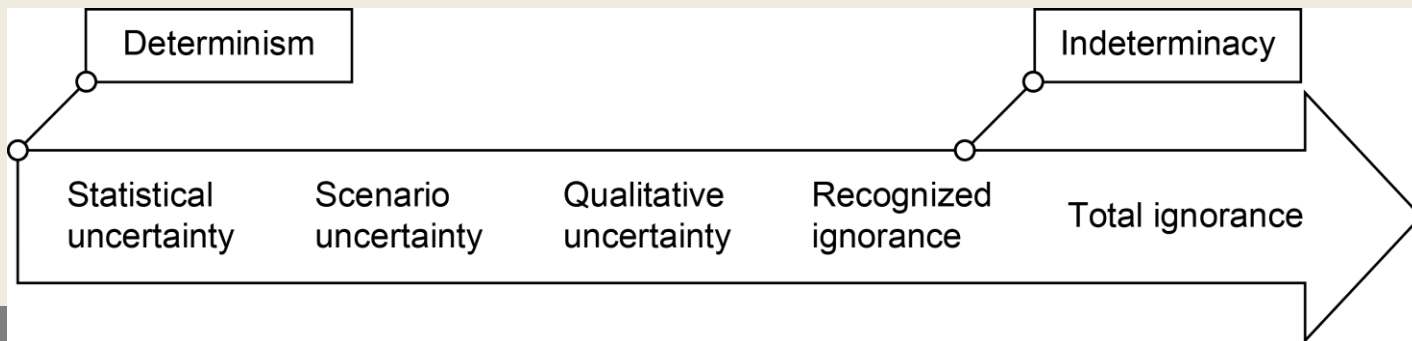 Determinism
Indeterminacy
Statistical
uncertainty
Scenario
uncertainty
Qualitative
uncertainty
Recognized
ignorance
Total ignorance